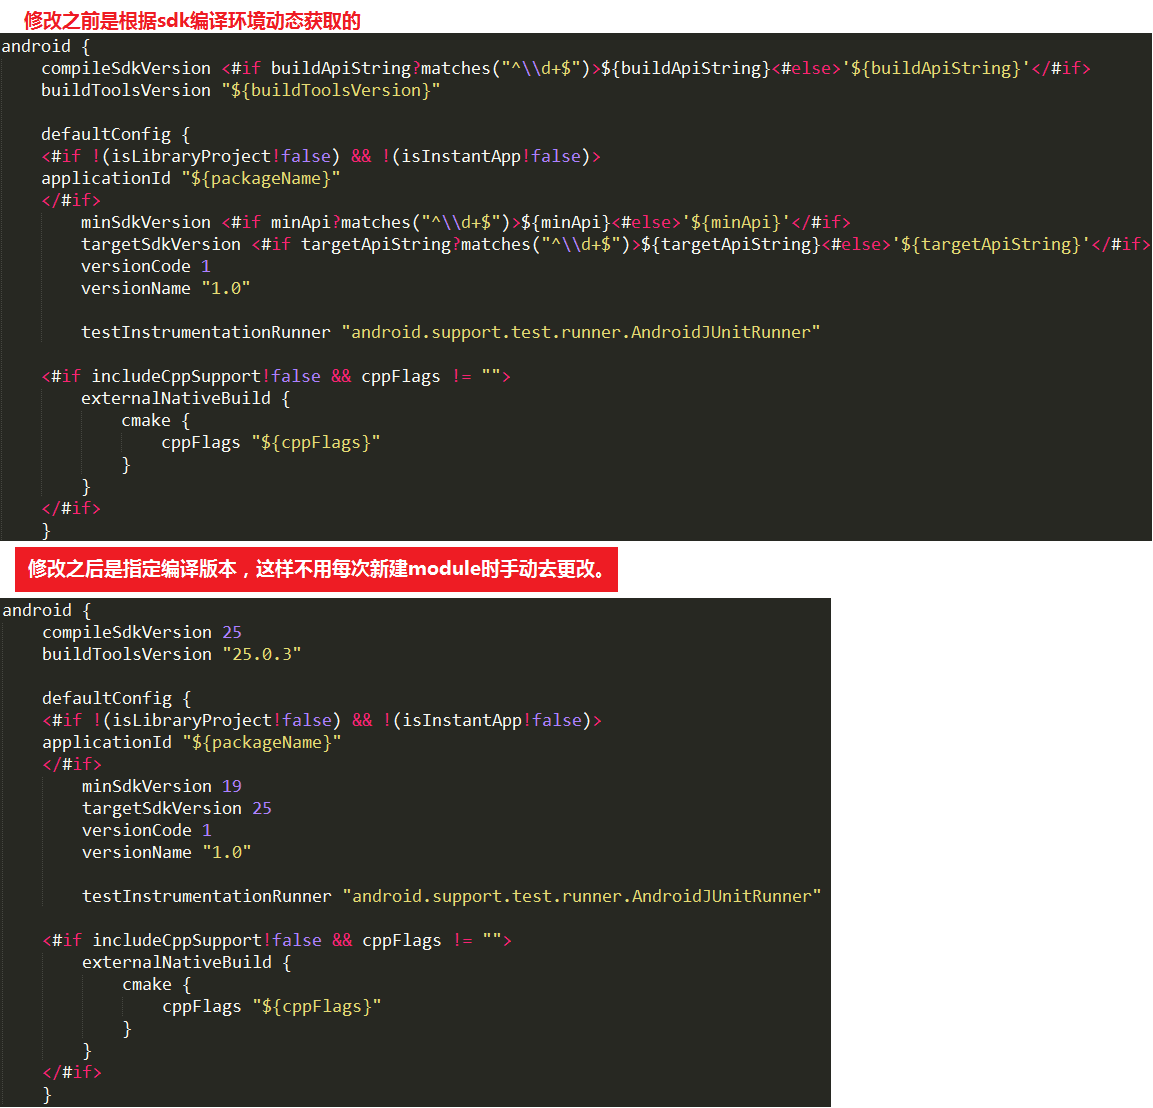 修改之前是根据sdk编译环境动态获取的
android {
    compileSdkVersion <#if buildApiString?matches("^\\d+$")>${buildApiString}<#else>'${buildApiString}'</#if>
    buildToolsVersion "${buildToolsVersion}"

    defaultConfig {
    <#if !(isLibraryProject!false) && !(isInstantApp!false)>
    applicationId "${packageName}"
    </#if>
        minSdkVersion <#if minApi?matches("^\\d+$")>${minApi}<#else>'${minApi}'</#if>
        targetSdkVersion <#if targetApiString?matches("^\\d+$")>${targetApiString}<#else>'${targetApiString}'</#if>
        versionCode 1
        versionName "1.0"

        testInstrumentationRunner "android.support.test.runner.AndroidJUnitRunner"

    <#if includeCppSupport!false && cppFlags != "">
        externalNativeBuild {
            cmake {
                cppFlags "${cppFlags}"
            }
        }
    </#if>
    }
修改之后是指定编译版本，这样不用每次新建module时手动去更改。
android {
    compileSdkVersion 25
    buildToolsVersion "25.0.3"

    defaultConfig {
    <#if !(isLibraryProject!false) && !(isInstantApp!false)>
    applicationId "${packageName}"
    </#if>
        minSdkVersion 19
        targetSdkVersion 25
        versionCode 1
        versionName "1.0"

        testInstrumentationRunner "android.support.test.runner.AndroidJUnitRunner"

    <#if includeCppSupport!false && cppFlags != "">
        externalNativeBuild {
            cmake {
                cppFlags "${cppFlags}"
            }
        }
    </#if>
    }